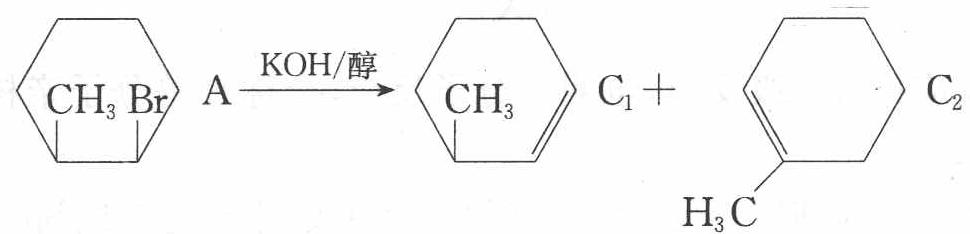 KOH/醇
CH₃ Br A CH₃ C₁ + C₂
H₃C